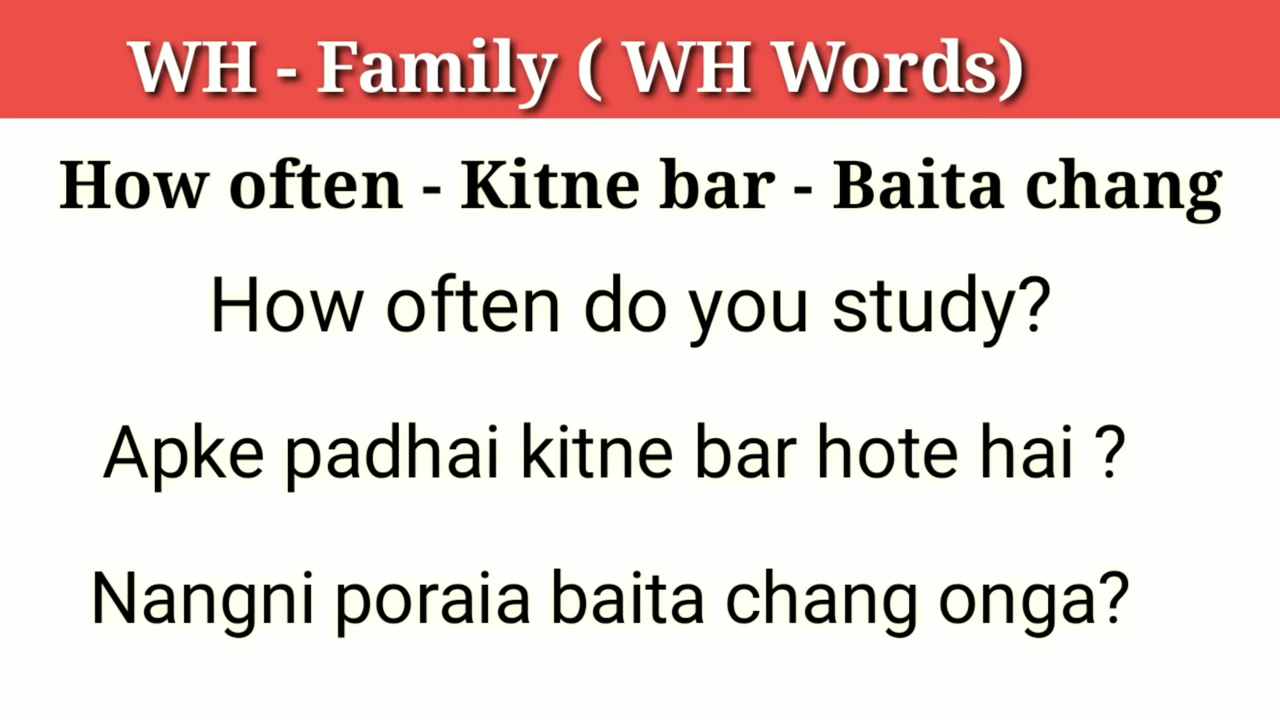 WH - Family ( WH Words)
How often - Kitne bar - Baita chang
How often do you study?
Apke padhai kitne bar hote hai ?
Nangni poraia baita chang onga?